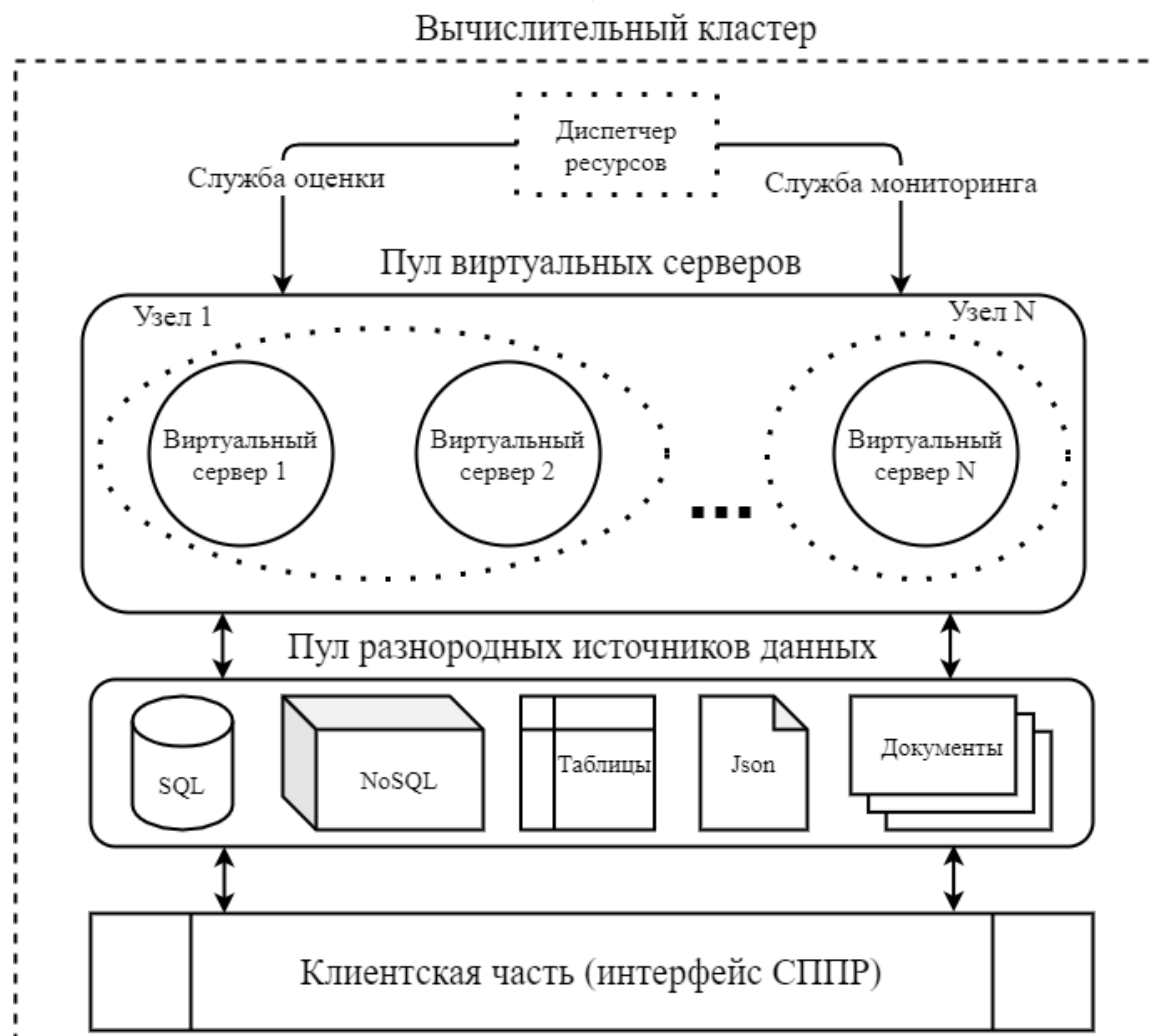 Вычислительный кластер
Диспетчер
ресурсов
Служба оценки
Служба мониторинга
Пул виртуальных серверов
Узел 1
Узел N
Виртуальный
сервер 1
Виртуальный
сервер 2
...
Виртуальный
сервер N
Пул разнородных источников данных
SQL
NoSQL
Таблицы
Json
Документы
Клиентская часть (интерфейс СППР)